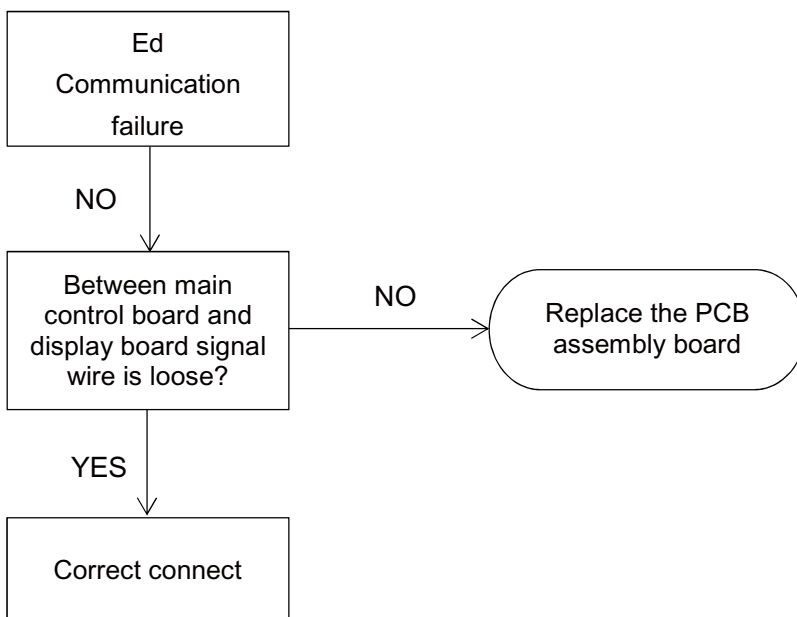 Ed
Communication
failure
NO
Between main
control board and
display board signal
wire is loose?
NO
Replace the PCB
assembly board
YES
Correct connect